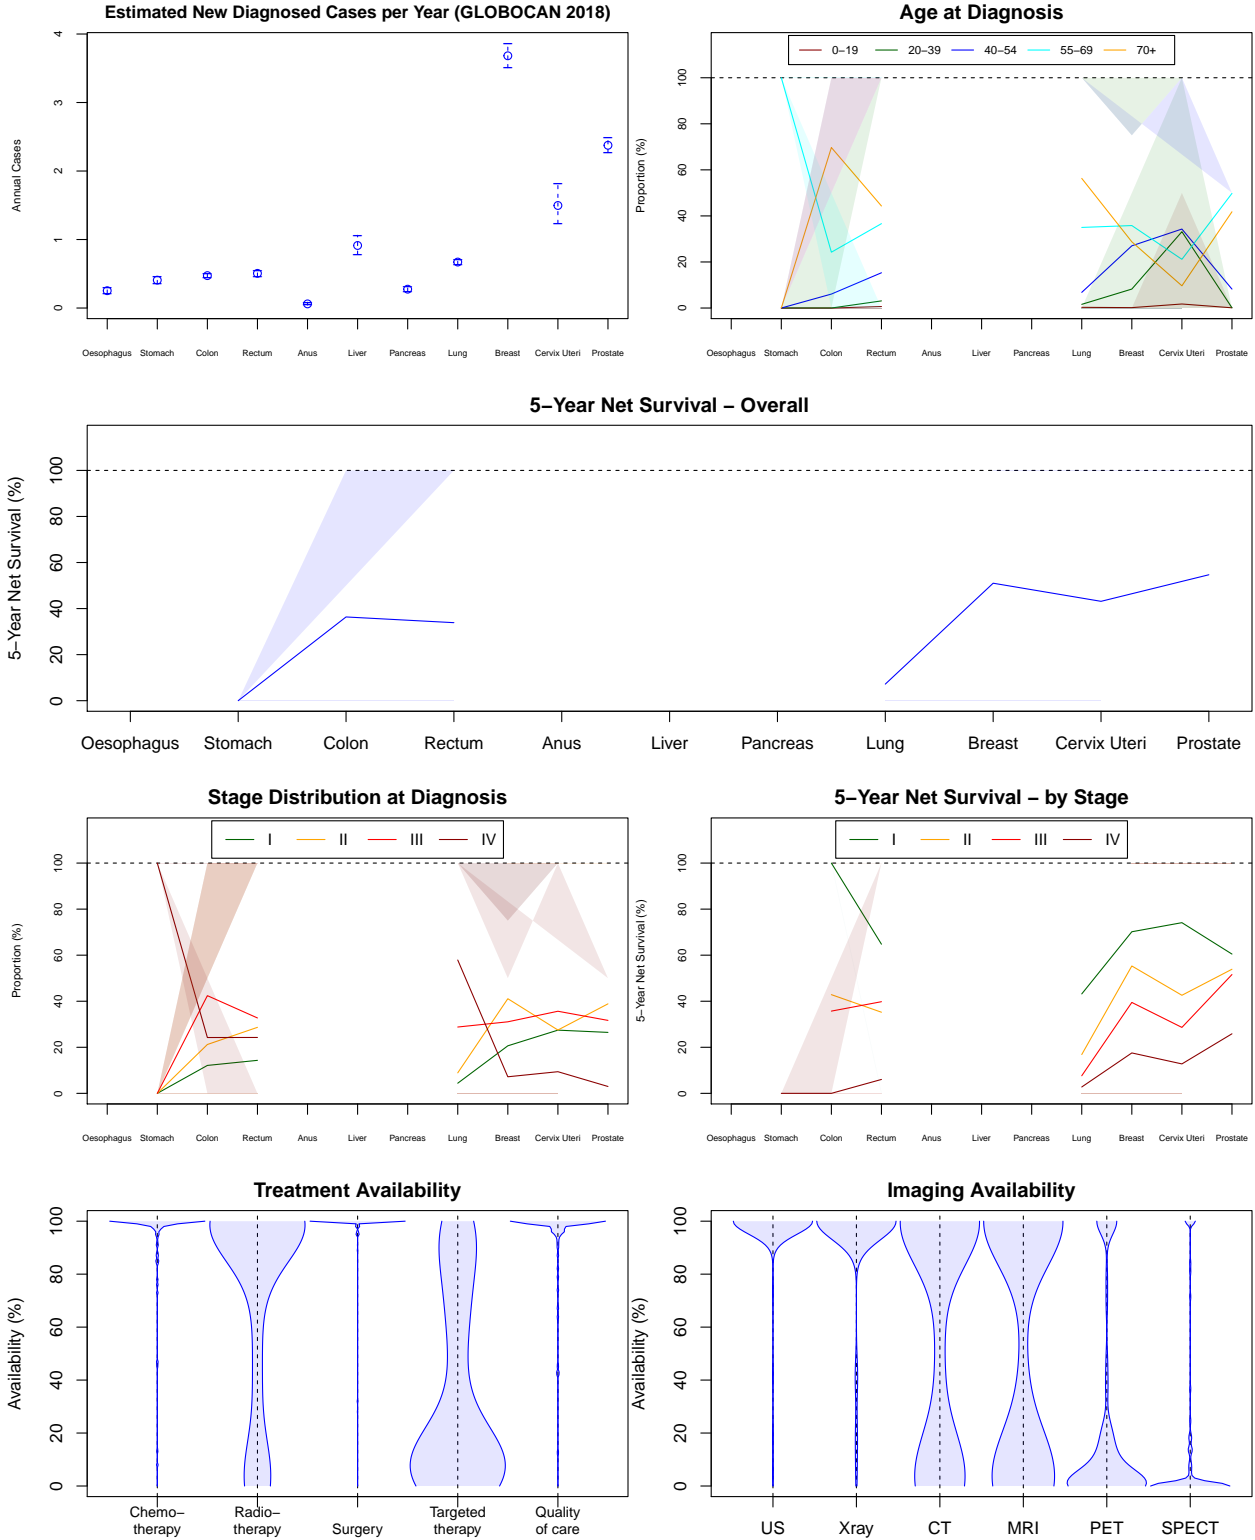 Estimated New Diagnosed Cases per Year (GLOBOCAN 2018)
Annual Cases
4
3
2
1
0
Oesophagus Stomach Colon Rectum Anus Liver Pancreas Lung Breast Cervix Uteri Prostate
Age at Diagnosis
0−19 20−39 40−54 55−69 70+
Proportion (%)
100
80
60
40
20
0
Oesophagus Stomach Colon Rectum Anus Liver Pancreas Lung Breast Cervix Uteri Prostate
5−Year Net Survival − Overall
5−Year Net Survival (%)
100
80
60
40
20
0
Oesophagus Stomach Colon Rectum Anus Liver Pancreas Lung Breast Cervix Uteri Prostate
Stage Distribution at Diagnosis
I II III IV
Proportion (%)
100
80
60
40
20
0
Oesophagus Stomach Colon Rectum Anus Liver Pancreas Lung Breast Cervix Uteri Prostate
5−Year Net Survival − by Stage
I II III IV
5−Year Net Survival (%)
100
80
60
40
20
0
Oesophagus Stomach Colon Rectum Anus Liver Pancreas Lung Breast Cervix Uteri Prostate
Treatment Availability
Availability (%)
100
80
60
40
20
0
Chemo−
therapy
Radio−
therapy
Surgery
Targeted
therapy
Quality
of care
Imaging Availability
Availability (%)
100
80
60
40
20
0
US Xray CT MRI PET SPECT